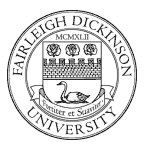 FAIRLEIGH DICKINSON
MCMXLII
Fortiter et Suaviter
UNIVERSITY